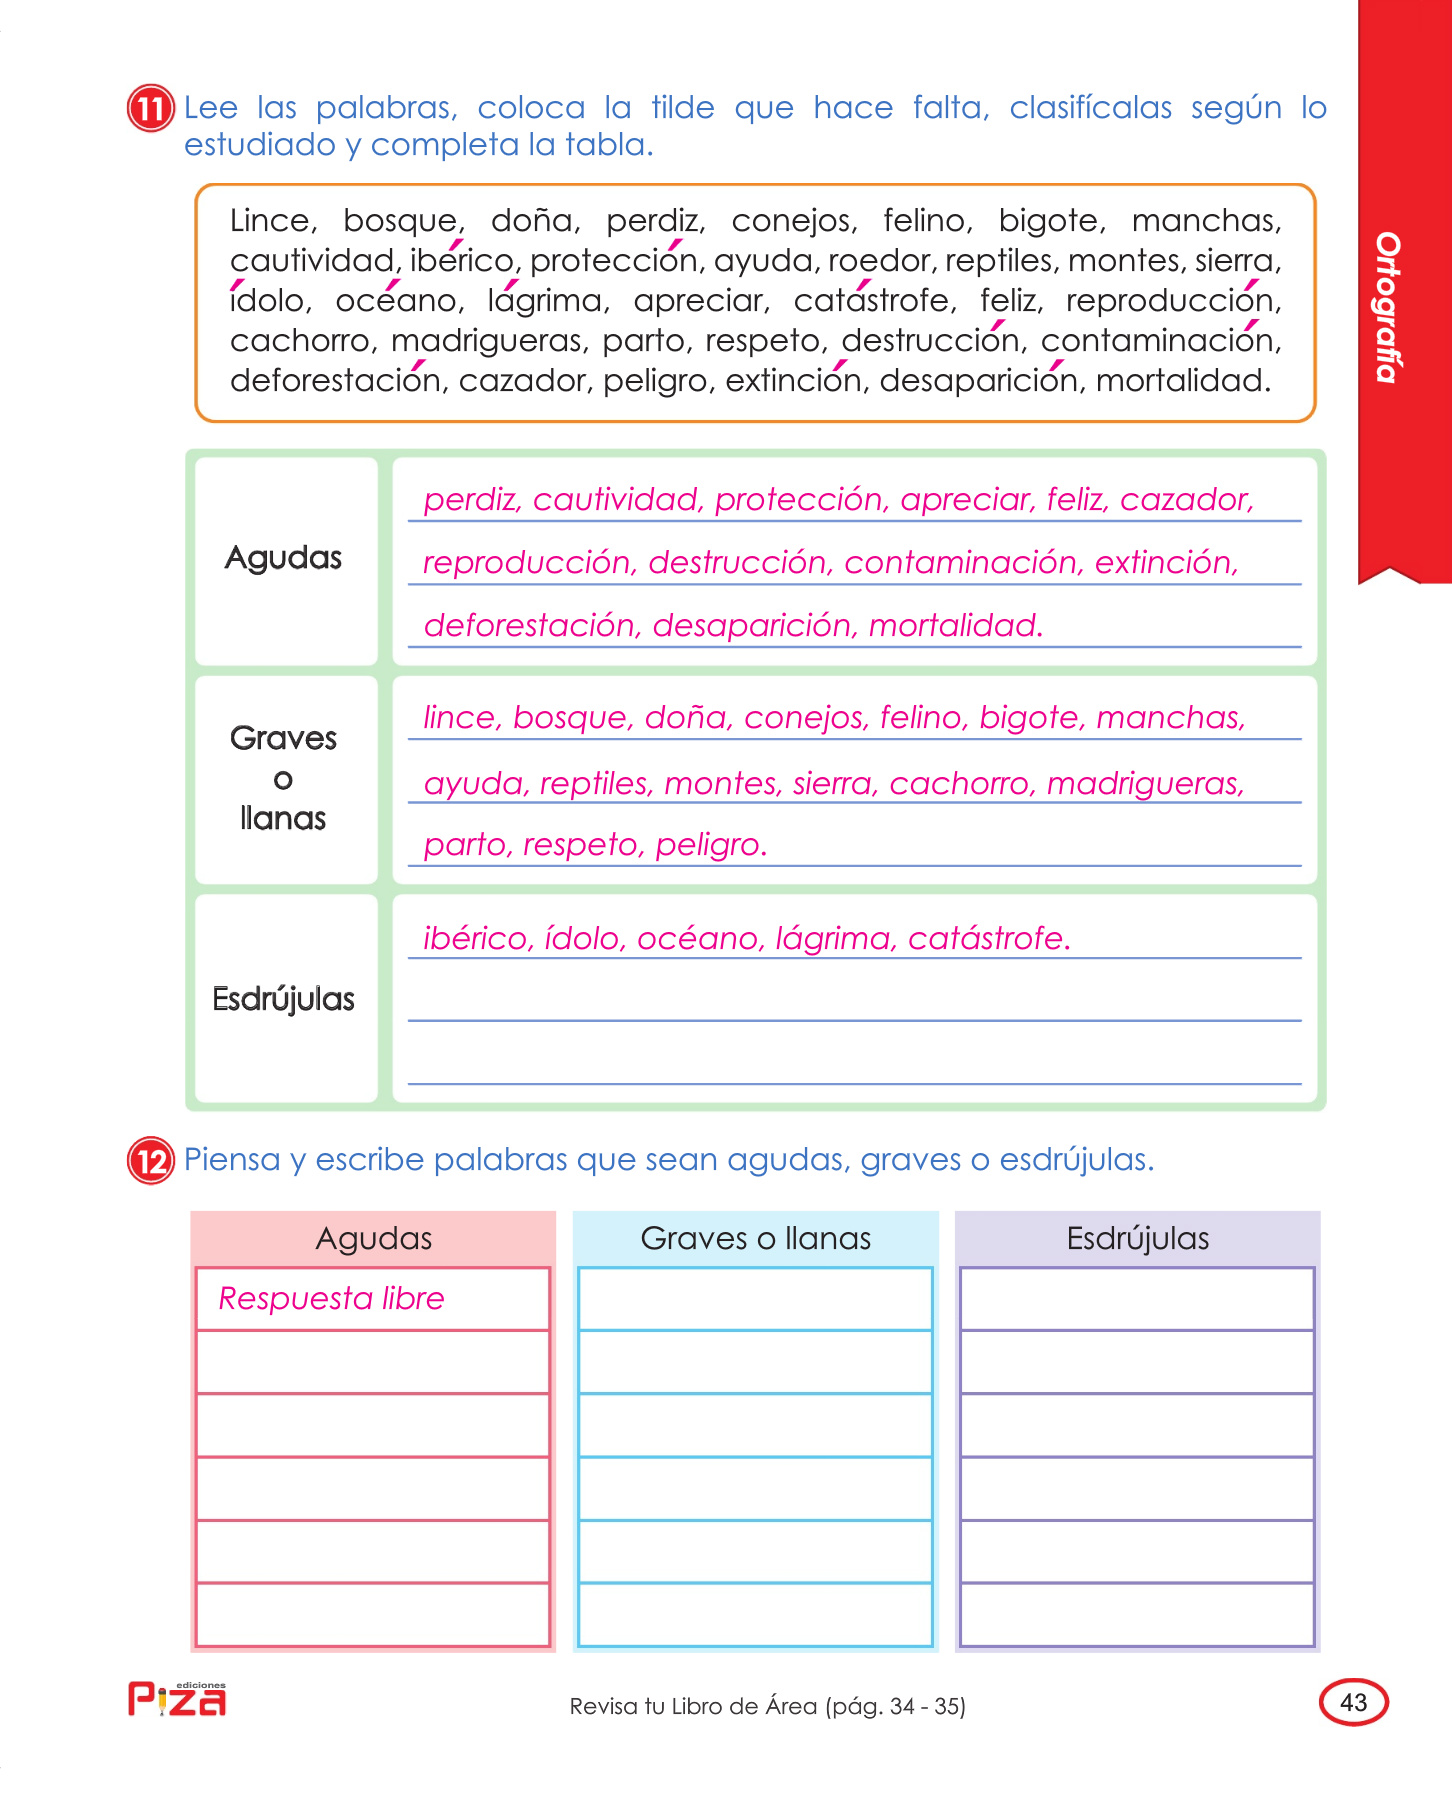 11 Lee las palabras, coloca la tilde que hace falta, clasifícalas según lo
estudiado y completa la tabla.
Lince, bosque, doña, perdiz, conejos, felino, bigote, manchas,
cautividad, ibérico, protección, ayuda, roedor, reptiles, montes, sierra,
ídolo, océano, lágrima, apreciar, catástrofe, feliz, reproducción,
cachorro, madrigueras, parto, respeto, destrucción, contaminación,
deforestación, cazador, peligro, extinción, desaparición, mortalidad.
Agudas
perdiz, cautividad, protección, apreciar, feliz, cazador,
reproducción, destrucción, contaminación, extinción,
deforestación, desaparición, mortalidad.
Graves
o
llanas
lince, bosque, doña, conejos, felino, bigote, manchas,
ayuda, reptiles, montes, sierra, cachorro, madrigueras,
parto, respeto, peligro.
Esdrújulas
ibérico, ídolo, océano, lágrima, catástrofe.
12 Piensa y escribe palabras que sean agudas, graves o esdrújulas.
Agudas
Respuesta libre
Graves o llanas
Esdrújulas
Ortografía
ediciones
Piza
Revisa tu Libro de Área (pág. 34 - 35)
43